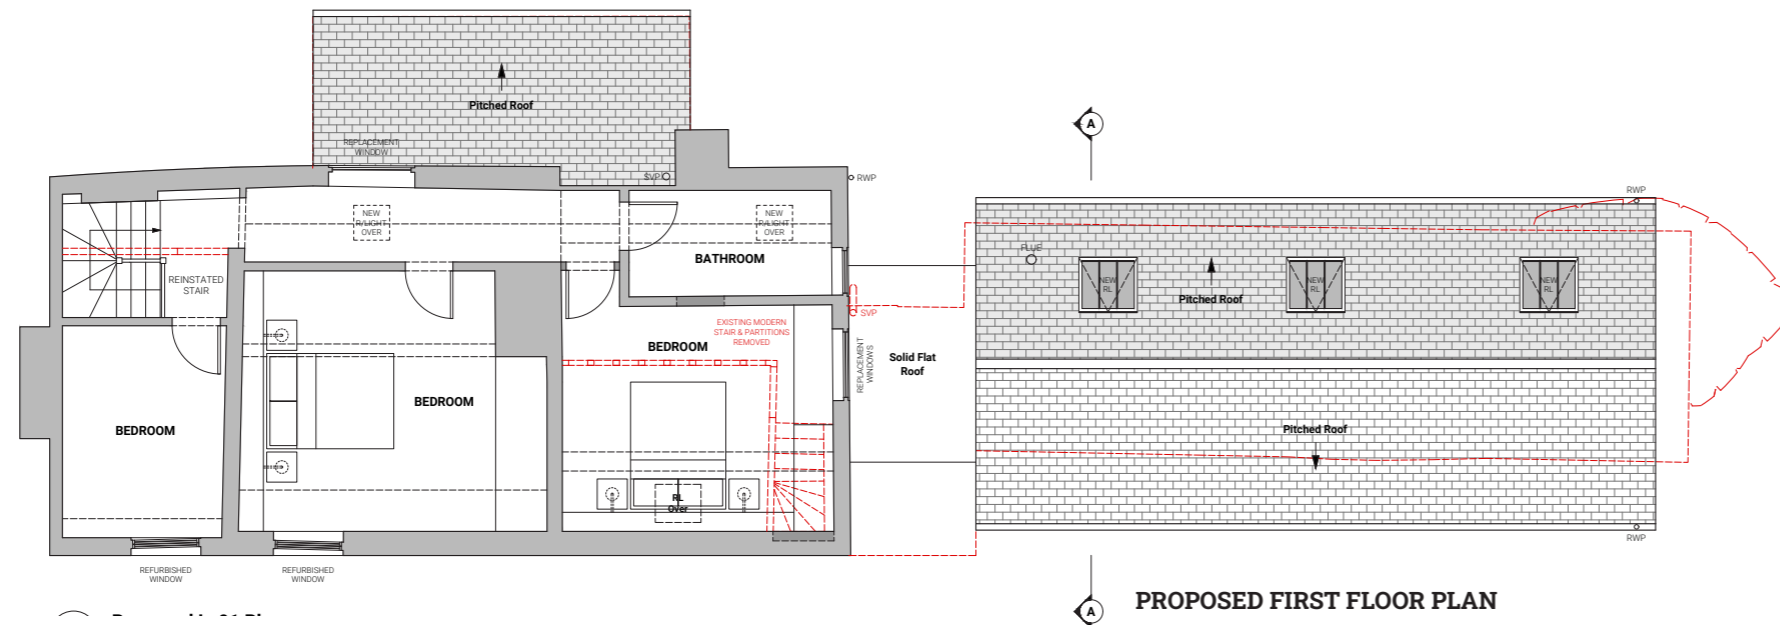 Pitched Roof
REPLACEMENT
WINDOW
SVP
RWP
A
RWP
NEW
R/LIGHT
OVER
NEW
R/LIGHT
OVER
BATHROOM
FLUE
REINSTATED
STAIR
NEW
RL
NEW
RL
NEW
RL
Pitched Roof
SVP
EXISTING MODERN
STAIR & PARTITIONS
REMOVED
BEDROOM
REPLACEMENT
WINDOWS
Solid Flat
Roof
BEDROOM
BEDROOM
Pitched Roof
RL
Over
RWP
REFURBISHED
WINDOW
REFURBISHED
WINDOW
A
PROPOSED FIRST FLOOR PLAN